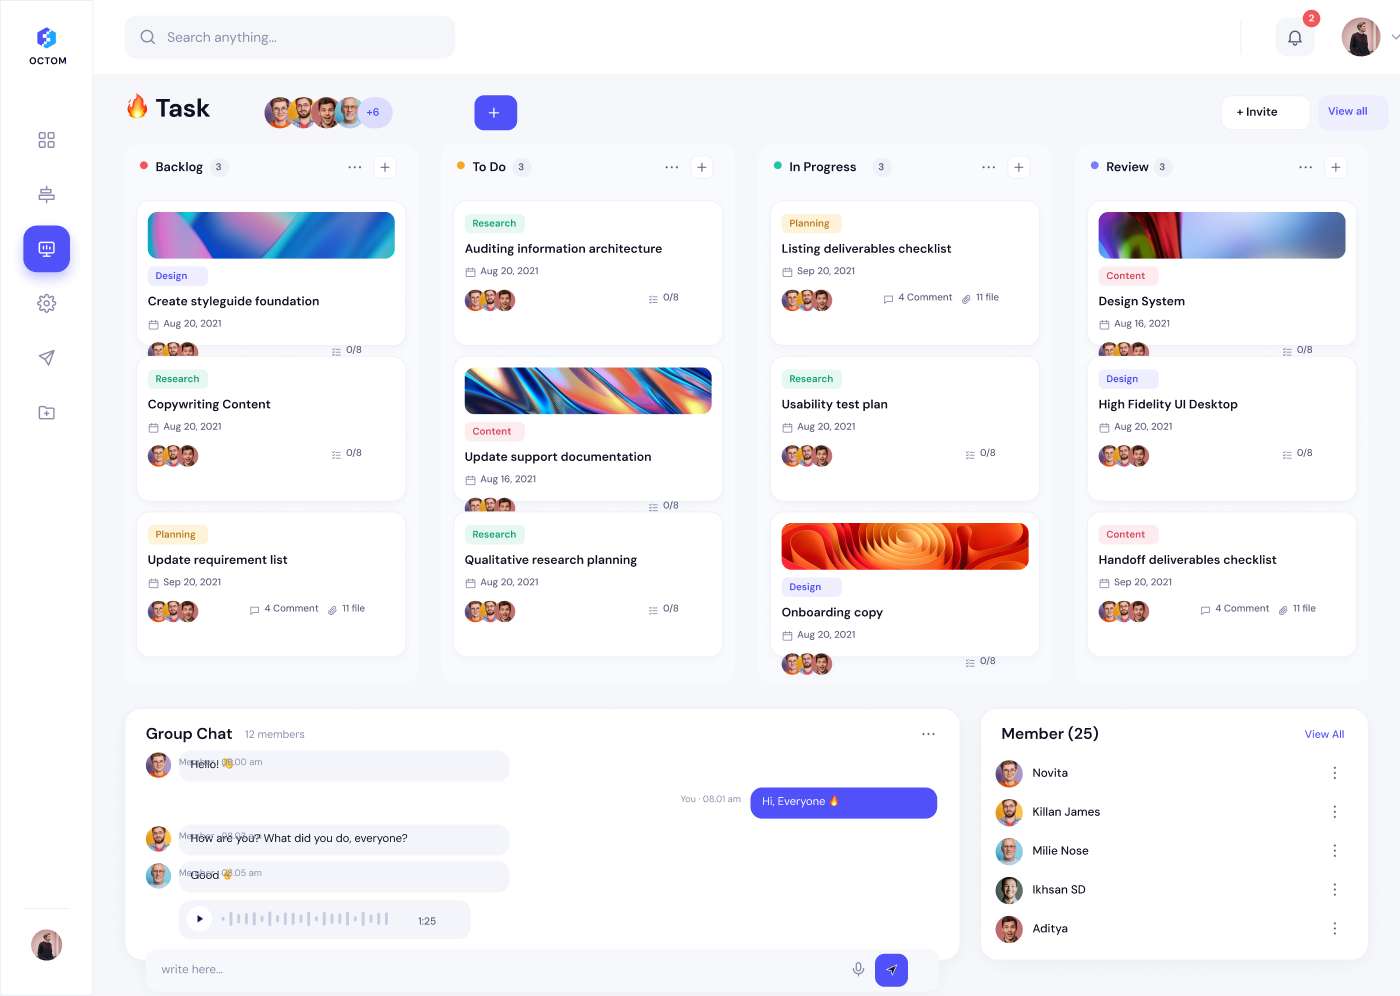 OCTOM
Search anything...
2
Task
+6
+
+ Invite
View all
Backlog 3
To Do 3
In Progress 3
Review 3
Design
Create styleguide foundation
Aug 20, 2021
0/8
Research
Copywriting Content
Aug 20, 2021
0/8
Planning
Update requirement list
Sep 20, 2021
4 Comment 11 file
Research
Auditing information architecture
Aug 20, 2021
0/8
Content
Update support documentation
Aug 16, 2021
0/8
Research
Qualitative research planning
Aug 20, 2021
0/8
Planning
Listing deliverables checklist
Sep 20, 2021
4 Comment 11 file
Research
Usability test plan
Aug 20, 2021
0/8
Design
Onboarding copy
Aug 20, 2021
0/8
Content
Design System
Aug 16, 2021
0/8
Design
High Fidelity UI Desktop
Aug 20, 2021
0/8
Content
Handoff deliverables checklist
Sep 20, 2021
4 Comment 11 file
Group Chat 12 members
Hello! 👋
You · 08.01 am
Hi, Everyone 🔥
How are you? What did you do, everyone?
Good
08.05 am
1:25
write here...
Member (25)
View All
Novita
Killan James
Milie Nose
Ikhsan SD
Aditya